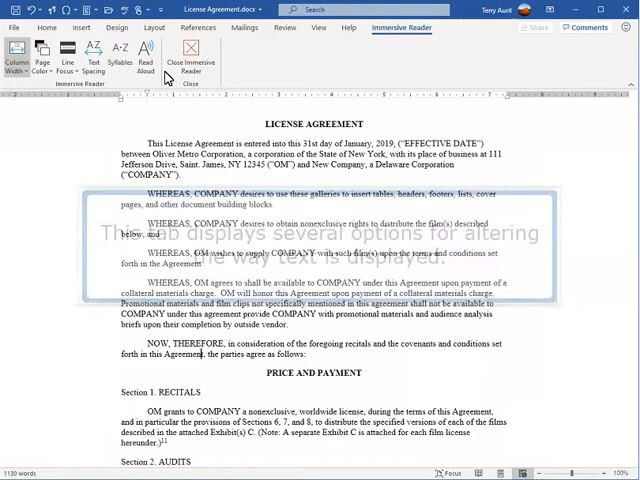 License Agreement.docx
Search
Terry Aurit
File Home Insert Draw Design Layout References Mailings Review View Help Immersive Reader Share Comments
Column Width
Page Color
Line Focus
Text Spacing
Syllables
Read Aloud
Close Immersive Reader
Immersive Reader
Close
LICENSE AGREEMENT
This License Agreement is entered into this 31st day of January, 2019, ("EFFECTIVE DATE")
between Oliver Metro Corporation, a corporation of the State of New York, with its place of business at 111
Jefferson Drive, Saint. James, NY 12345 ("OM") and New Company, a Delaware Corporation
("COMPANY").
WHEREAS, COMPANY desires to use these galleries to insert tables, headers, footers, lists, cover
pages, and other document building blocks.
This tab displays several options for altering
the way text is displayed.
WHEREAS, COMPANY desires to obtain nonexclusive rights to distribute the film(s) described
below, and
WHEREAS, OM wishes to supply COMPANY with such film(s) upon the terms and conditions set
forth in the Agreement
WHEREAS, OM agrees to shall be available to COMPANY under this Agreement upon payment of a
collateral materials charge. OM will honor this Agreement upon payment of a collateral materials charge.
Promotional materials and film clips not specifically mentioned in this agreement shall not be available to
COMPANY under this agreement provide COMPANY with promotional materials and audience analysis
briefs upon their completion by outside vendor.
NOW, THEREFORE, in consideration of the foregoing recitals and the covenants and conditions set
forth in this Agreement, the parties agree as follows:
PRICE AND PAYMENT
Section 1. RECITALS
OM grants to COMPANY a nonexclusive, worldwide license, during the terms of this Agreement,
and in particular the provisions of Sections 6, 7, and 8, to distribute the specified versions of each of the films
described in the attached Exhibit(s) C. (Note: A separate Exhibit C is attached for each film license
hereunder.)11
Section 2. AUDITS
1130 words
Focus
100%